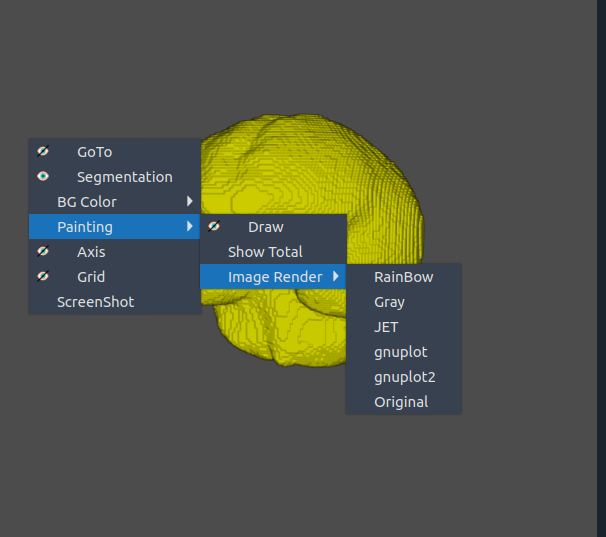 GoTo
Segmentation
BG Color
Painting
Axis
Grid
ScreenShot
Draw
Show Total
Image Render
RainBow
Gray
JET
gnuplot
gnuplot2
Original